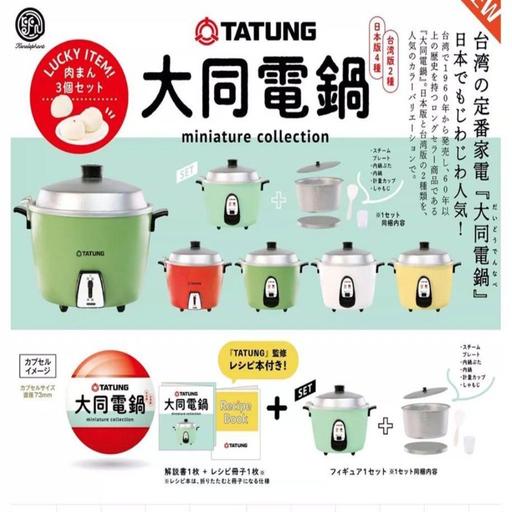 Kenelephant
NEW
LUCKY ITEM!
肉まん
3個セット
TATUNG
大同電鍋
miniature collection
日本版4種
台湾版2種
台湾の定番家電『大同電鍋』
だいどうでんなべ
日本でもじわじわ人気!
台湾で1960年から発売し、60年以
上の歴史を持つロングセラー商品である
『大同電鍋』。日本版と台湾版の2種類を、
人気のカラーバリエーションで。
SET
・スチーム
プレート
・内鍋ぶた
・内鍋
・計量カップ
・しゃもじ
※1セット
同梱内容
TATUNG
カプセル
イメージ
カプセルサイズ
直径73mm
TATUNG
大同電鍋
miniature collection
「TATUNG」監修
レシピ本付き!
大同電鍋
Recipe
Book
TATUNG
解説書1枚 + レシピ冊子1枚※
※レシピ本は、折りたたむと冊子になる仕様
SET
・スチーム
プレート
・内鍋ぶた
・内鍋
・計量カップ
・しゃもじ
フィギュア1セット ※1セット同梱内容